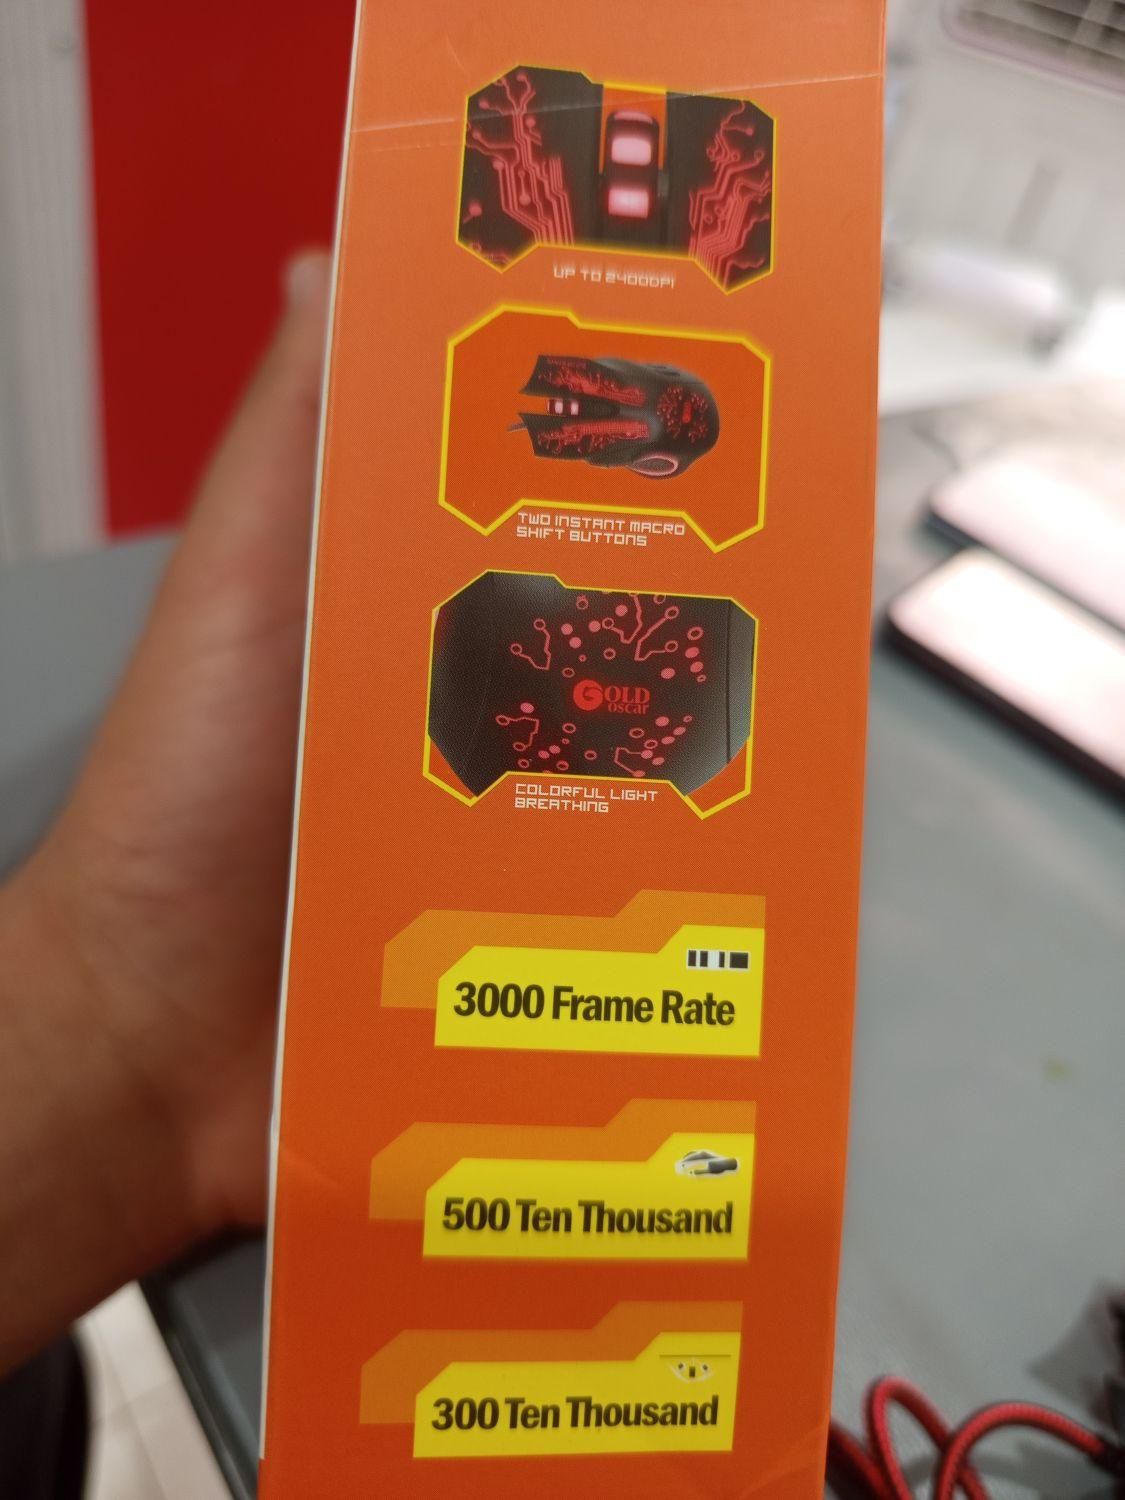 UP TO 2400DPI
TWO INSTANT MACRO
SHIFT BUTTONS
GOLD
oscar
COLORFUL LIGHT
BREATHING
3000 Frame Rate
500 Ten Thousand
300 Ten Thousand